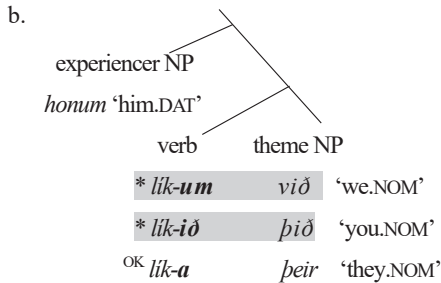 b.
experiencer NP
honum ‘him.DAT’
verb theme NP
* lík-um við ‘we.NOM’
* lík-ið þið ‘you.NOM’
OK lík-a þeir ‘they.NOM’